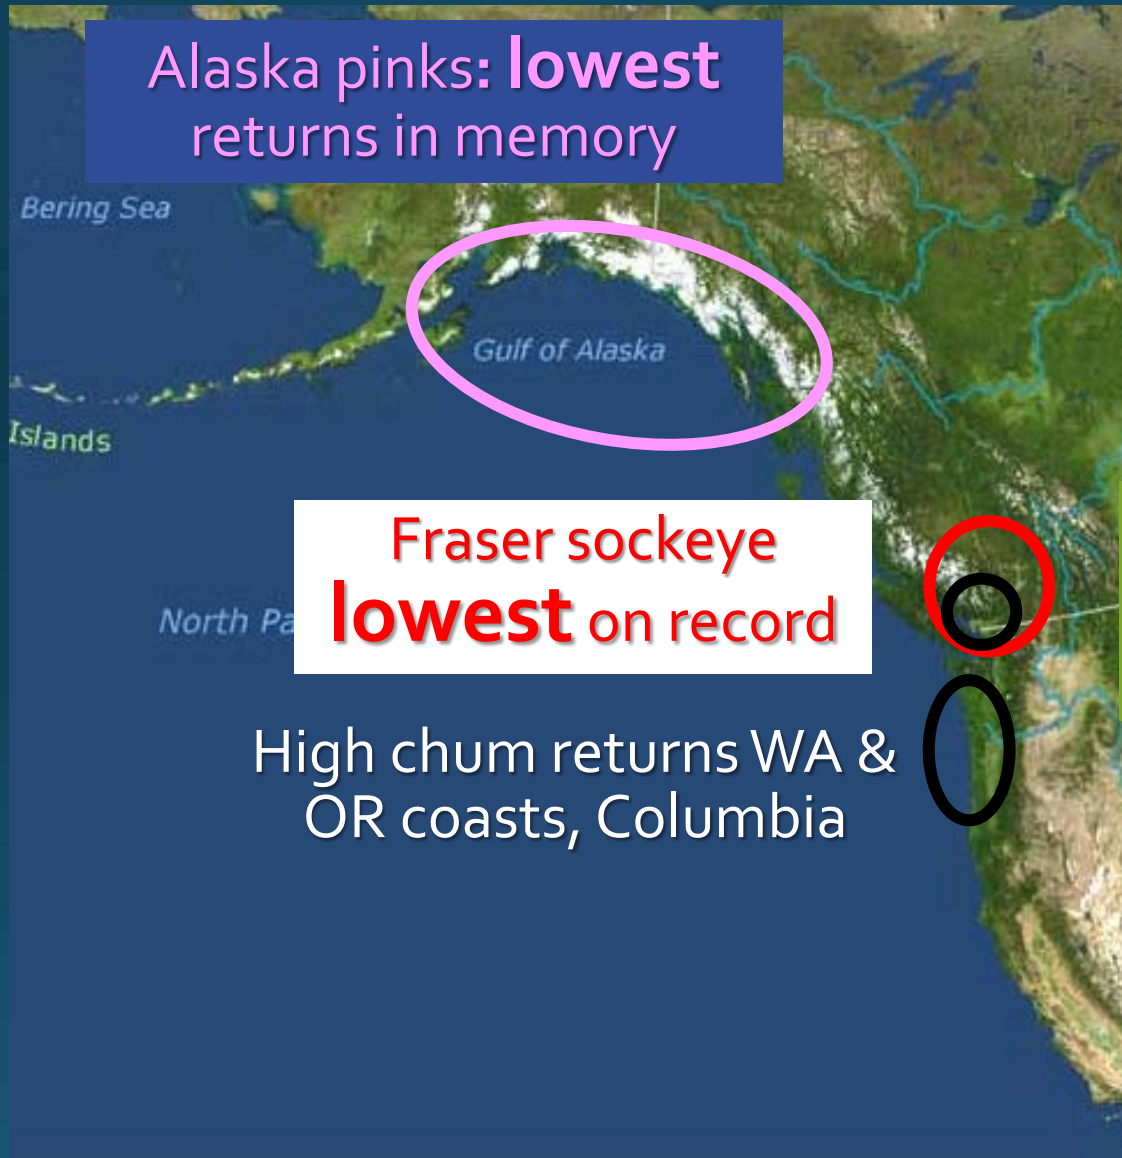 Alaska pinks: lowest
returns in memory
Bering Sea
Gulf of Alaska
Islands
Fraser sockeye
lowest on record
North Pa
High chum returns WA &
OR coasts, Columbia